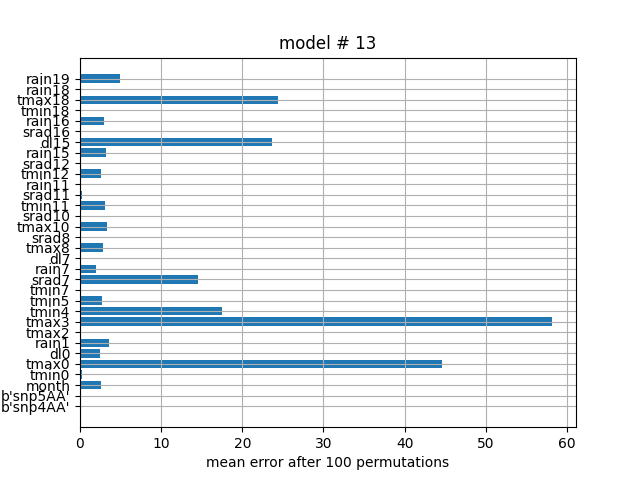 model # 13
rain19
rain18
tmax18
tmin18
rain16
srad16
dl15
rain15
srad12
tmin12
rain11
srad11
tmin11
srad10
tmax10
srad8
tmax8
dl7
rain7
srad7
tmin7
tmin5
tmin4
tmax3
tmax2
rain1
dl0
tmax0
tmin0
month
b'snp5AA'
b'snp4AA'
0 10 20 30 40 50 60
mean error after 100 permutations